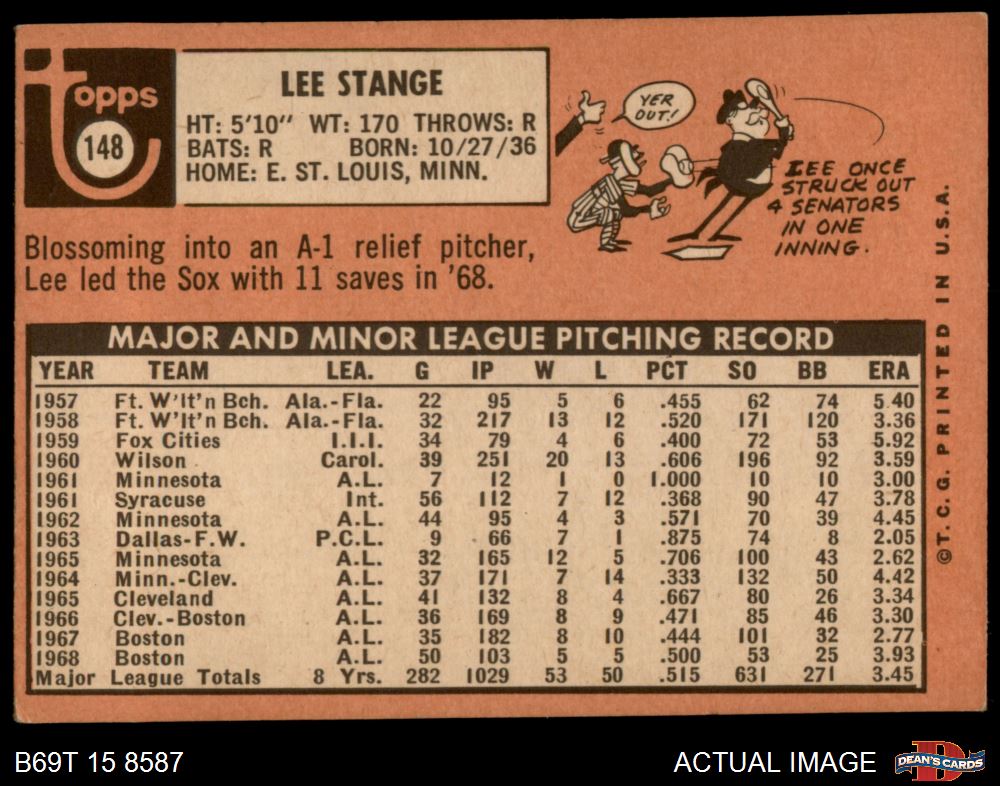 topps
148
LEE STANGE
HT: 5'10" WT: 170 THROWS: R
BATS: R BORN: 10/27/36
HOME: E. ST. LOUIS, MINN.
YER
OUT!
LEE ONCE
STRUCK OUT
4 SENATORS
IN ONE
INNING.
Blossoming into an A-1 relief pitcher,
Lee led the Sox with 11 saves in '68.
MAJOR AND MINOR LEAGUE PITCHING RECORD
YEAR TEAM LEA. G IP W L PCT SO BB ERA
1957 Ft. W'lt'n Bch. Ala.-Fla. 22 95 5 6 .455 62 74 5.40
1958 Ft. W'lt'n Bch. Ala.-Fla. 32 217 13 12 .520 171 120 3.36
1959 Fox Cities I.I.I. 34 79 4 6 .400 72 53 5.92
1960 Wilson Carol. 39 251 20 13 .606 196 92 3.59
1961 Minnesota A.L. 7 12 1 0 1.000 10 10 3.00
1961 Syracuse Int. 56 112 7 12 .368 90 47 3.78
1962 Minnesota A.L. 44 95 4 3 .571 70 39 4.45
1963 Dallas-F.W. P.C.L. 9 66 7 1 .875 74 8 2.05
1965 Minnesota A.L. 32 165 12 5 .706 100 43 2.62
1964 Minn.-Clev. A.L. 37 171 7 14 .333 132 50 4.42
1965 Cleveland A.L. 41 132 8 4 .667 80 26 3.34
1966 Clev.-Boston A.L. 36 169 8 9 .471 85 46 3.30
1967 Boston A.L. 35 182 8 10 .444 101 32 2.77
1968 Boston A.L. 50 103 5 5 .500 53 25 3.93
Major League Totals 8 Yrs. 282 1029 53 50 .515 631 271 3.45
©T. C. G. PRINTED IN U.S.A.
B69T 15 8587
ACTUAL IMAGE
DEAN'S CARDS